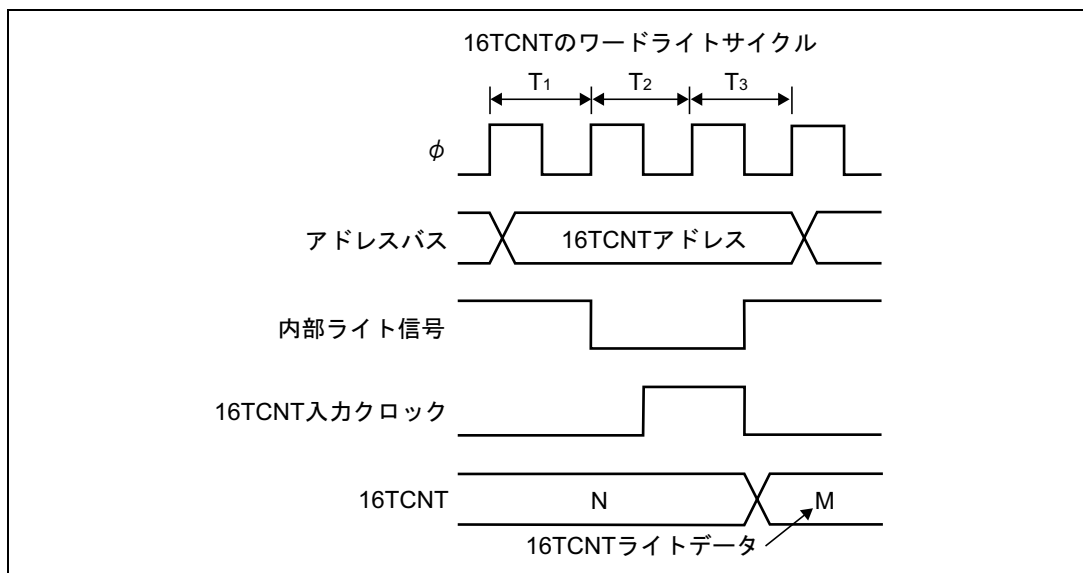 16TCNTのワードライトサイクル
T1 T2 T3
φ
アドレスバス 16TCNTアドレス
内部ライト信号
16TCNT入力クロック
16TCNT N M
16TCNTライトデータ